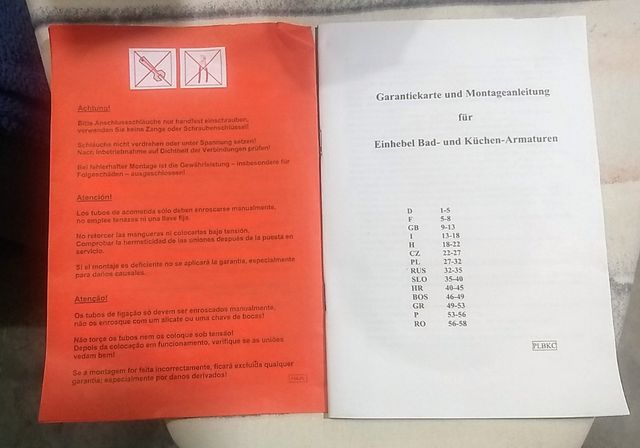 Achtung!
Bitte Anschlussschläuche nur handfest einschrauben,
verwenden Sie keine Zange oder Schraubenschlüssel!
Schläuche nicht verdrehen oder unter Spannung setzen!
Nach Inbetriebnahme auf Dichtheit der Verbindungen prüfen!
Bei fehlerhafter Montage ist die Gewährleistung – insbesondere für
Folgeschäden – ausgeschlossen!
Atención!
Los tubos de acometida sólo deben enroscarse manualmente,
no emplee tenazas ni una llave fija.
No retorcer las mangueras ni colocarlas bajo tensión.
Comprobar la hermeticidad de las uniones después de la puesta en
servicio.
Si el montaje es deficiente no se aplicará la garantía, especialmente
para daños causales.
Atenção!
Os tubos de ligação só devem ser enroscados manualmente,
não os enrosque com um alicate ou uma chave de bocas!
Não torça os tubos nem os coloque sob tensão!
Depois da colocação em funcionamento, verifique se as uniões
vedam bem!
Se a montagem for feita incorrectamente, ficará excluída qualquer
garantia; especialmente por danos derivados!
Garantiekarte und Montageanleitung
für
Einhebel Bad- und Küchen-Armaturen
D 1-5
F 5-8
GB 9-13
I 13-18
H 18-22
CZ 22-27
PL 27-32
RUS 32-35
SLO 35-40
HR 40-45
BOS 46-49
GR 49-53
P 53-56
RO 56-58
PLBKC